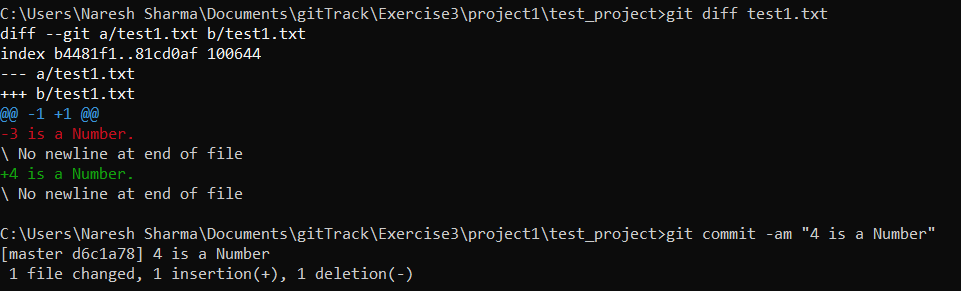 C:\Users\Naresh Sharma\Documents\gitTrack\Exercise3\project1\test_project>git diff test1.txt
diff --git a/test1.txt b/test1.txt
index b4481f1..81cd0af 100644
--- a/test1.txt
+++ b/test1.txt
@@ -1 +1 @@
-3 is a Number.
\ No newline at end of file
+4 is a Number.
\ No newline at end of file
C:\Users\Naresh Sharma\Documents\gitTrack\Exercise3\project1\test_project>git commit -am "4 is a Number"
[master d6c1a78] 4 is a Number
 1 file changed, 1 insertion(+), 1 deletion(-)